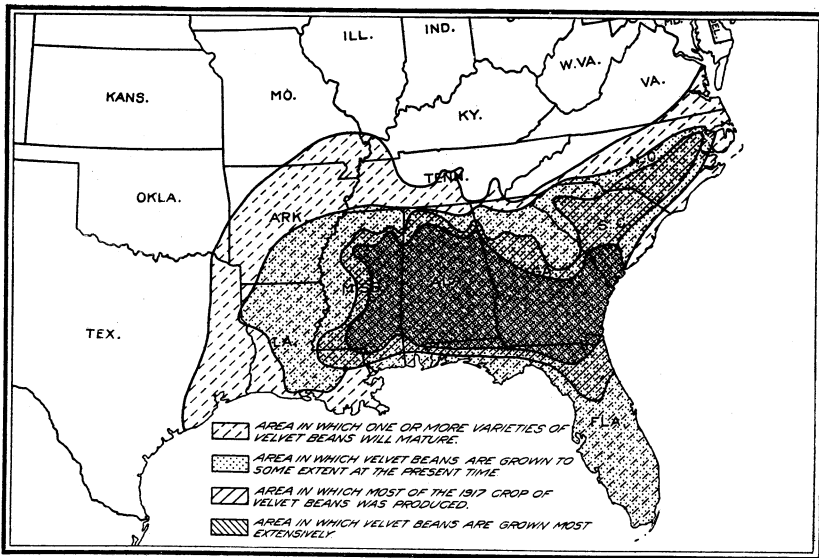 ILL.
IND.
MD.
DEL.
W.VA.
VA.
KANS.
MO.
KY.
OKLA.
TENN.
N.C.
ARK.
TEX.
LA.
FLA.
AREA IN WHICH ONE OR MORE VARIETIES OF
VELVET BEANS WILL MATURE.
AREA IN WHICH VELVET BEANS ARE GROWN TO
SOME EXTENT AT THE PRESENT TIME
AREA IN WHICH MOST OF THE 1917 CROP OF
VELVET BEANS WAS PRODUCED.
AREA IN WHICH VELVET BEANS ARE GROWN MOST
EXTENSIVELY